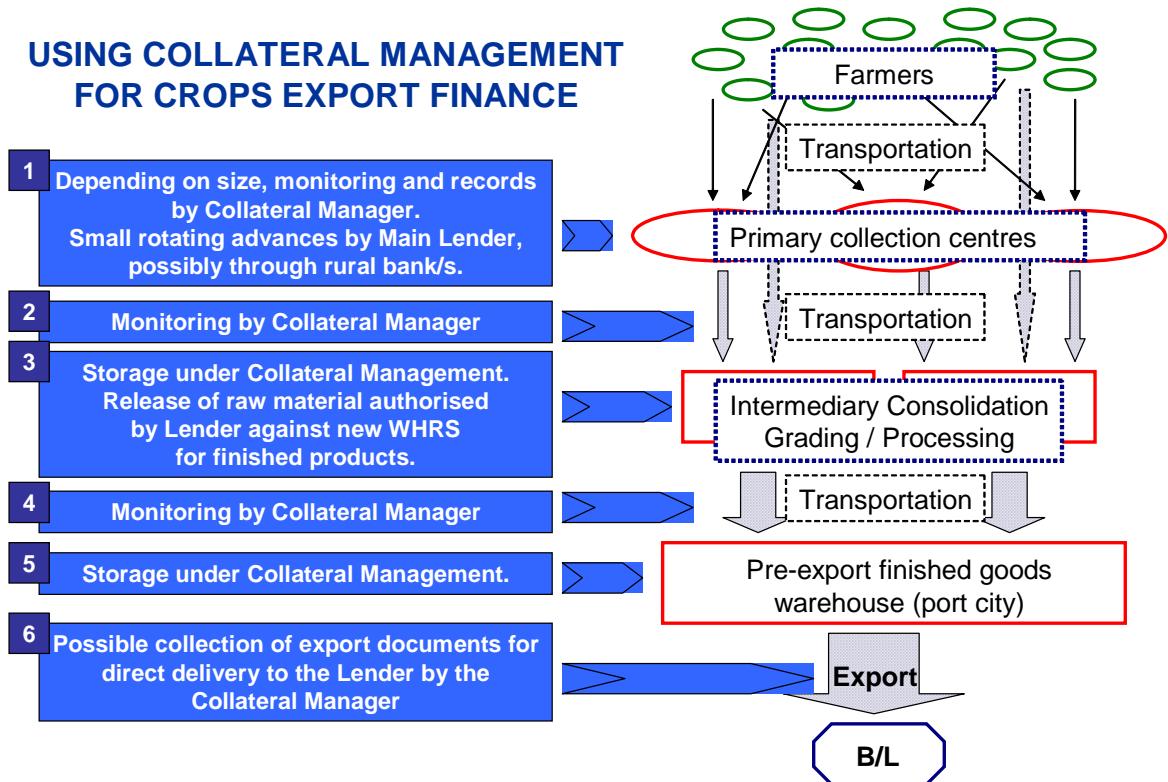 USING COLLATERAL MANAGEMENT
FOR CROPS EXPORT FINANCE
1
Depending on size, monitoring and records
by Collateral Manager.
Small rotating advances by Main Lender,
possibly through rural bank/s.
2
Monitoring by Collateral Manager
3
Storage under Collateral Management.
Release of raw material authorised
by Lender against new WHRS
for finished products.
4
Monitoring by Collateral Manager
5
Storage under Collateral Management.
6
Possible collection of export documents for
direct delivery to the Lender by the
Collateral Manager
Farmers
Transportation
Primary collection centres
Transportation
Intermediary Consolidation
Grading / Processing
Transportation
Pre-export finished goods
warehouse (port city)
Export
B/L